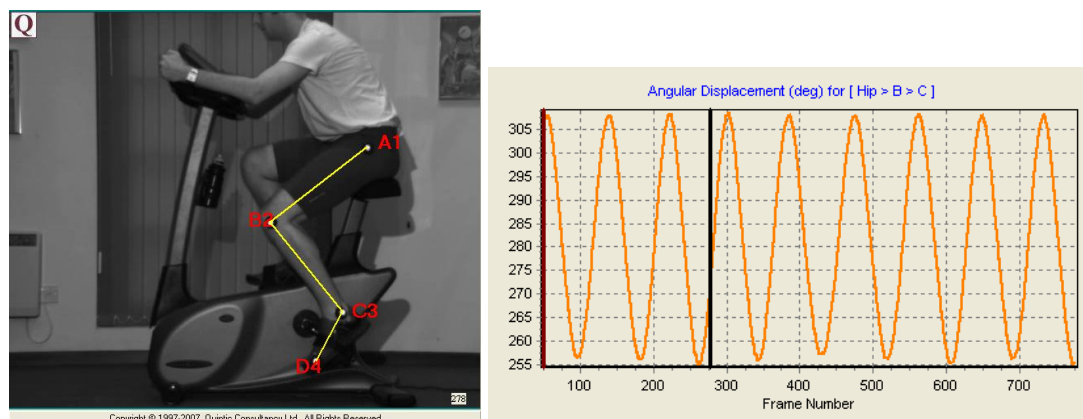 Q
A1
B2
C3
D4
278
Copyright © 1997-2007, Quintic Consultancy Ltd., All Rights Reserved
Angular Displacement (deg) for [ Hip > B > C ]
305
300
295
290
285
280
275
270
265
260
255
100 200 300 400 500 600 700
Frame Number